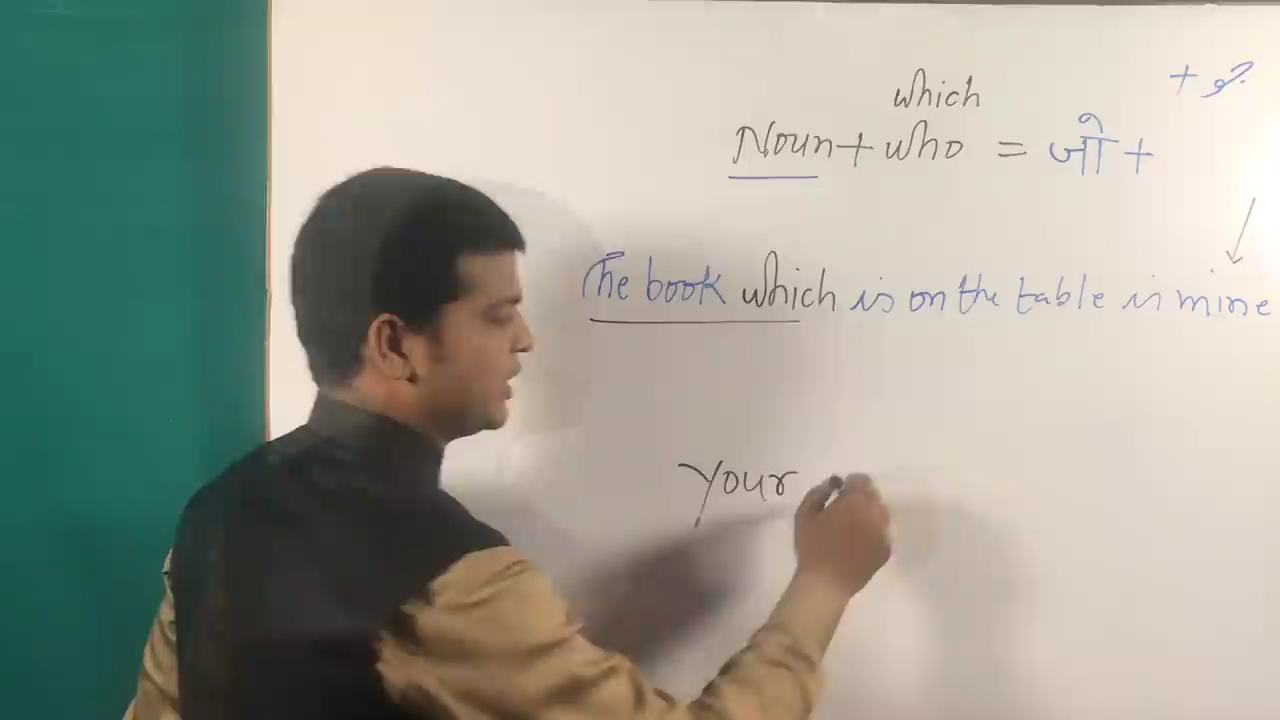 which
Noun + who = जो +
The book which is on the table is mine
Your